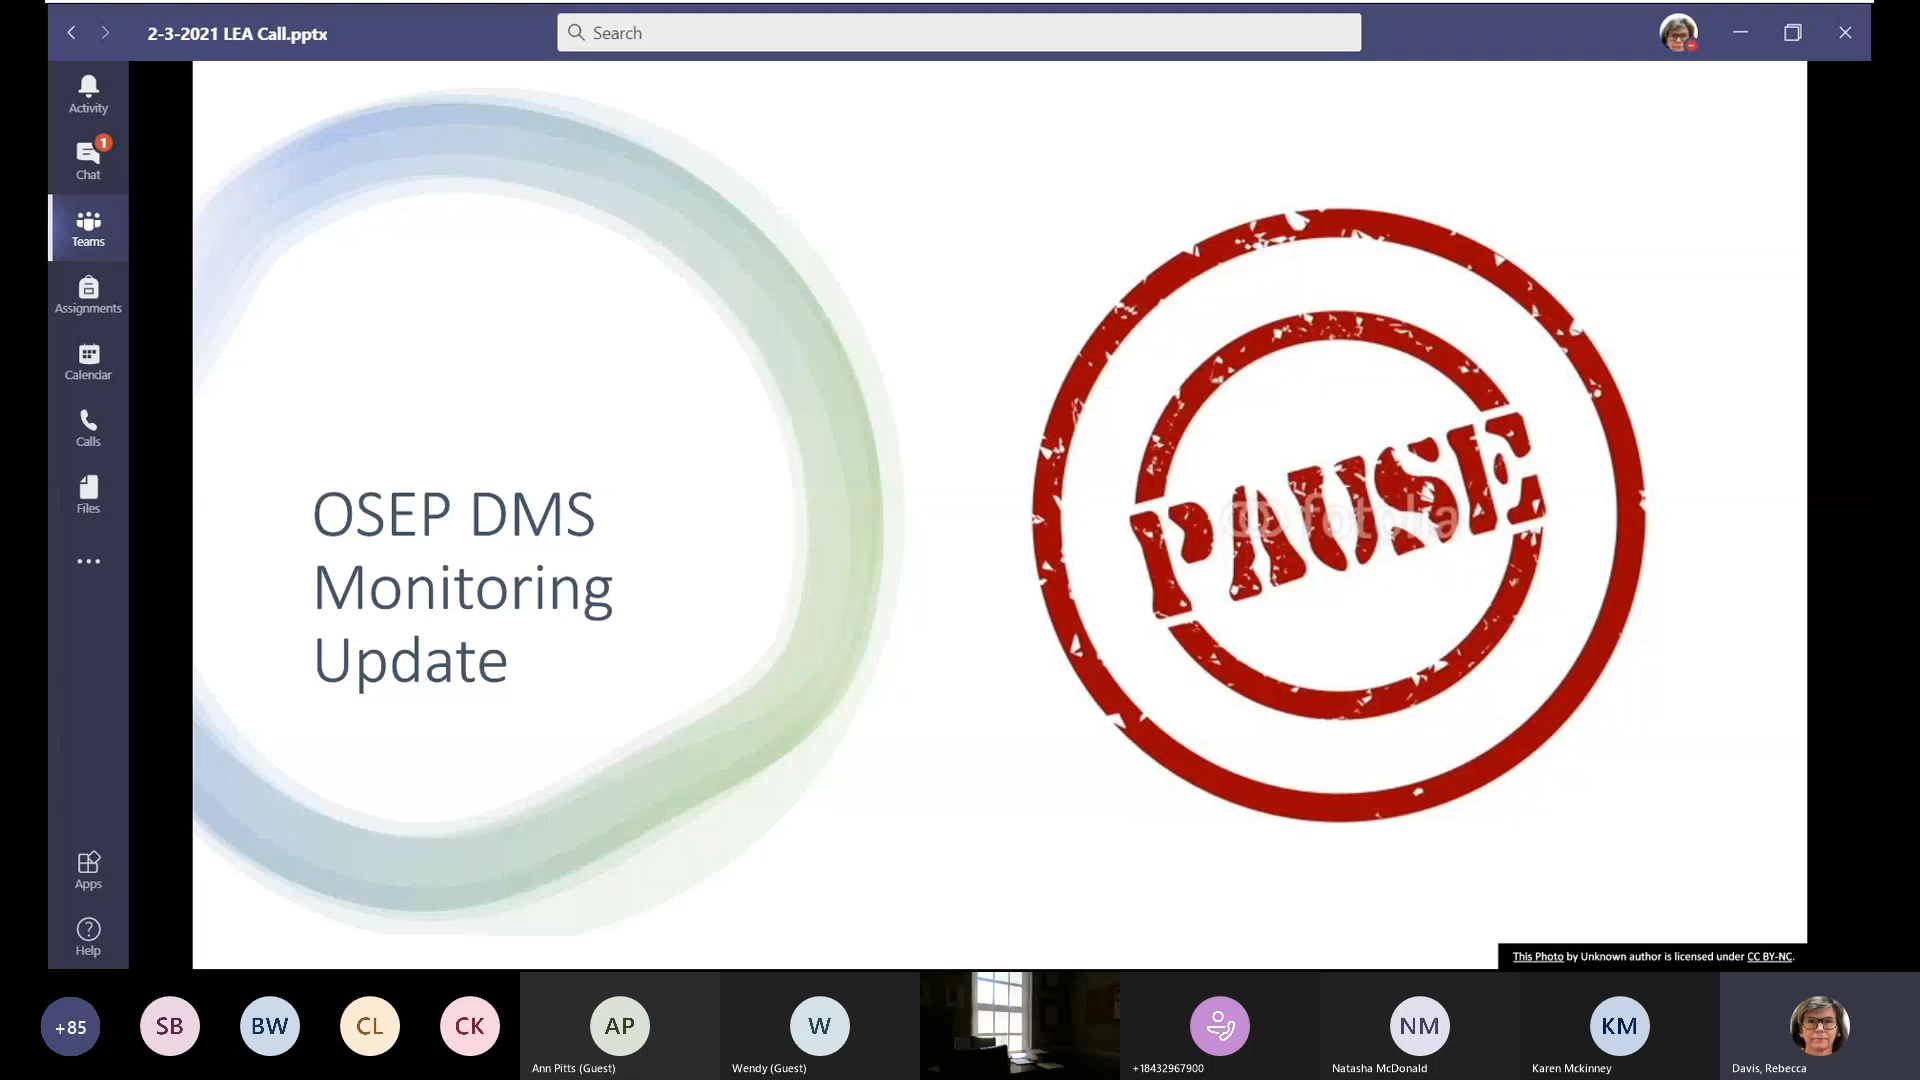 2-3-2021 LEA Call.pptx
Search
Activity
1
Chat
Teams
Assignments
Calendar
Calls
Files
Apps
Help
OSEP DMS
Monitoring
Update
PAUSE
fotolia
This Photo by Unknown author is licensed under CC BY-NC.
+85
SB
BW
CL
CK
AP
W
NM
KM
Ann Pitts (Guest)
Wendy (Guest)
+18432967900
Natasha McDonald
Karen Mckinney
Davis, Rebecca